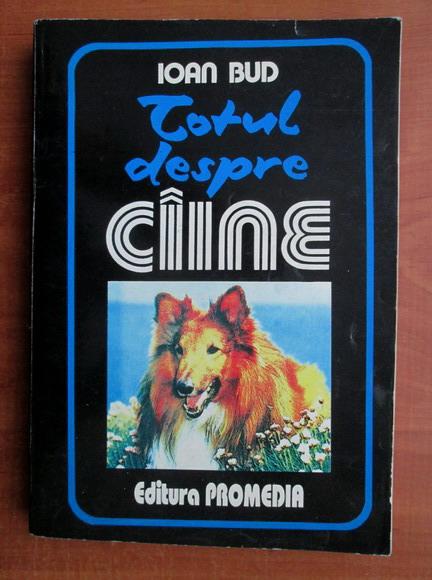 IOAN BUD
Totul
despre
CÎINE
Editura PROMEDIA